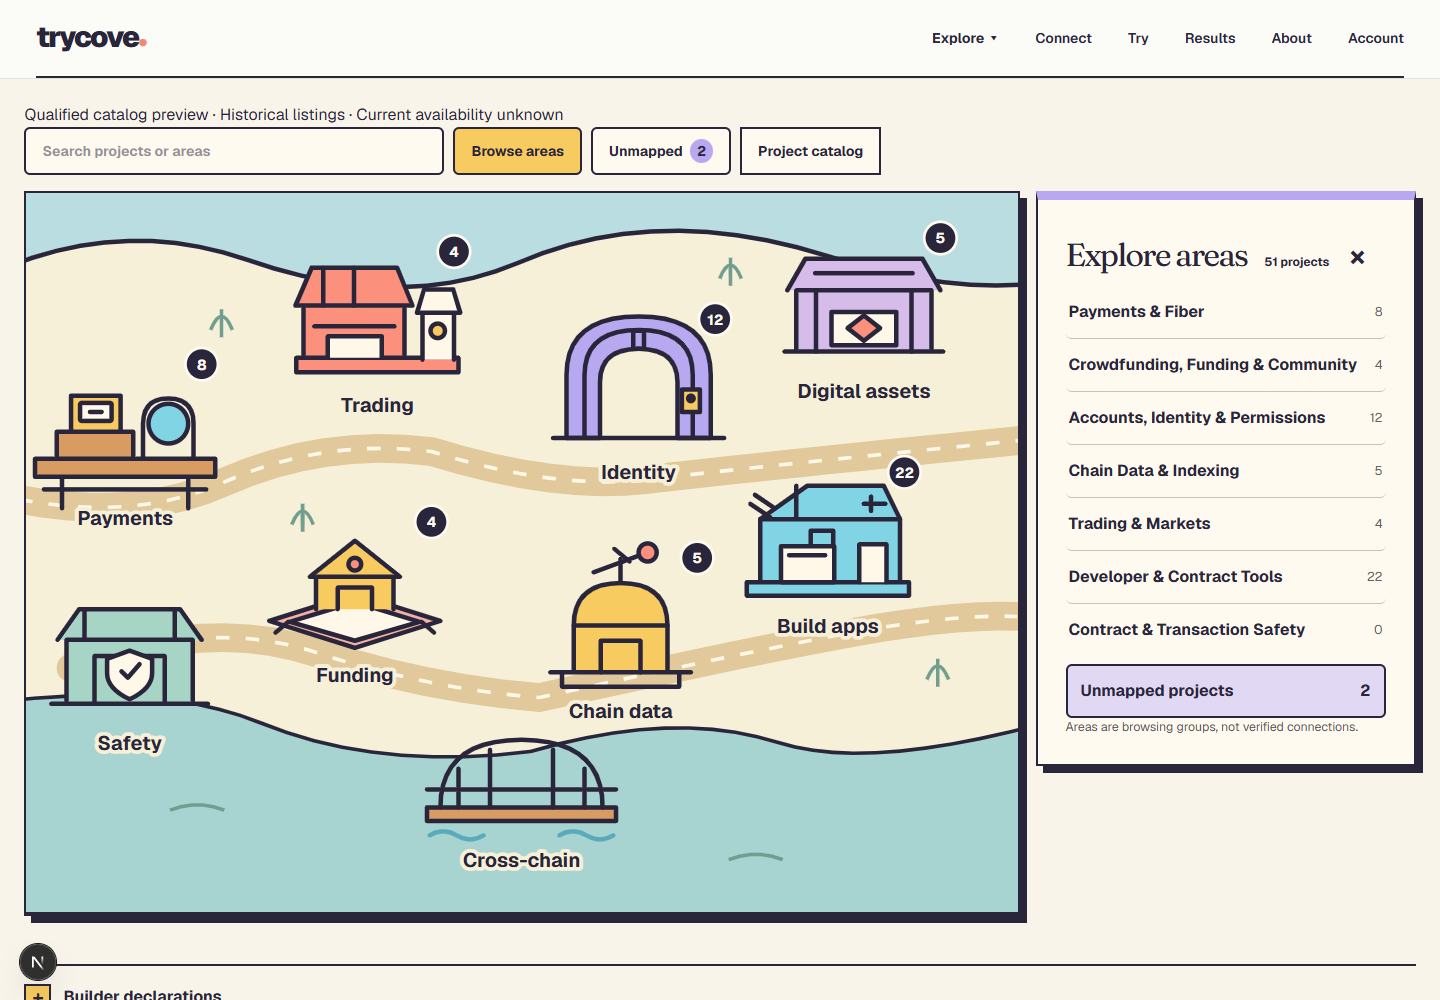 trycove.
Explore ▼ Connect Try Results About Account
Qualified catalog preview · Historical listings · Current availability unknown
Search projects or areas
Browse areas
Unmapped 2
Project catalog
4
Trading
12
Identity
5
Digital assets
8
Payments
4
Funding
5
Chain data
22
Build apps
Safety
Cross-chain
Explore areas 51 projects ×
Payments & Fiber 8
Crowdfunding, Funding & Community 4
Accounts, Identity & Permissions 12
Chain Data & Indexing 5
Trading & Markets 4
Developer & Contract Tools 22
Contract & Transaction Safety 0
Unmapped projects 2
Areas are browsing groups, not verified connections.
N
+ Builder declarations